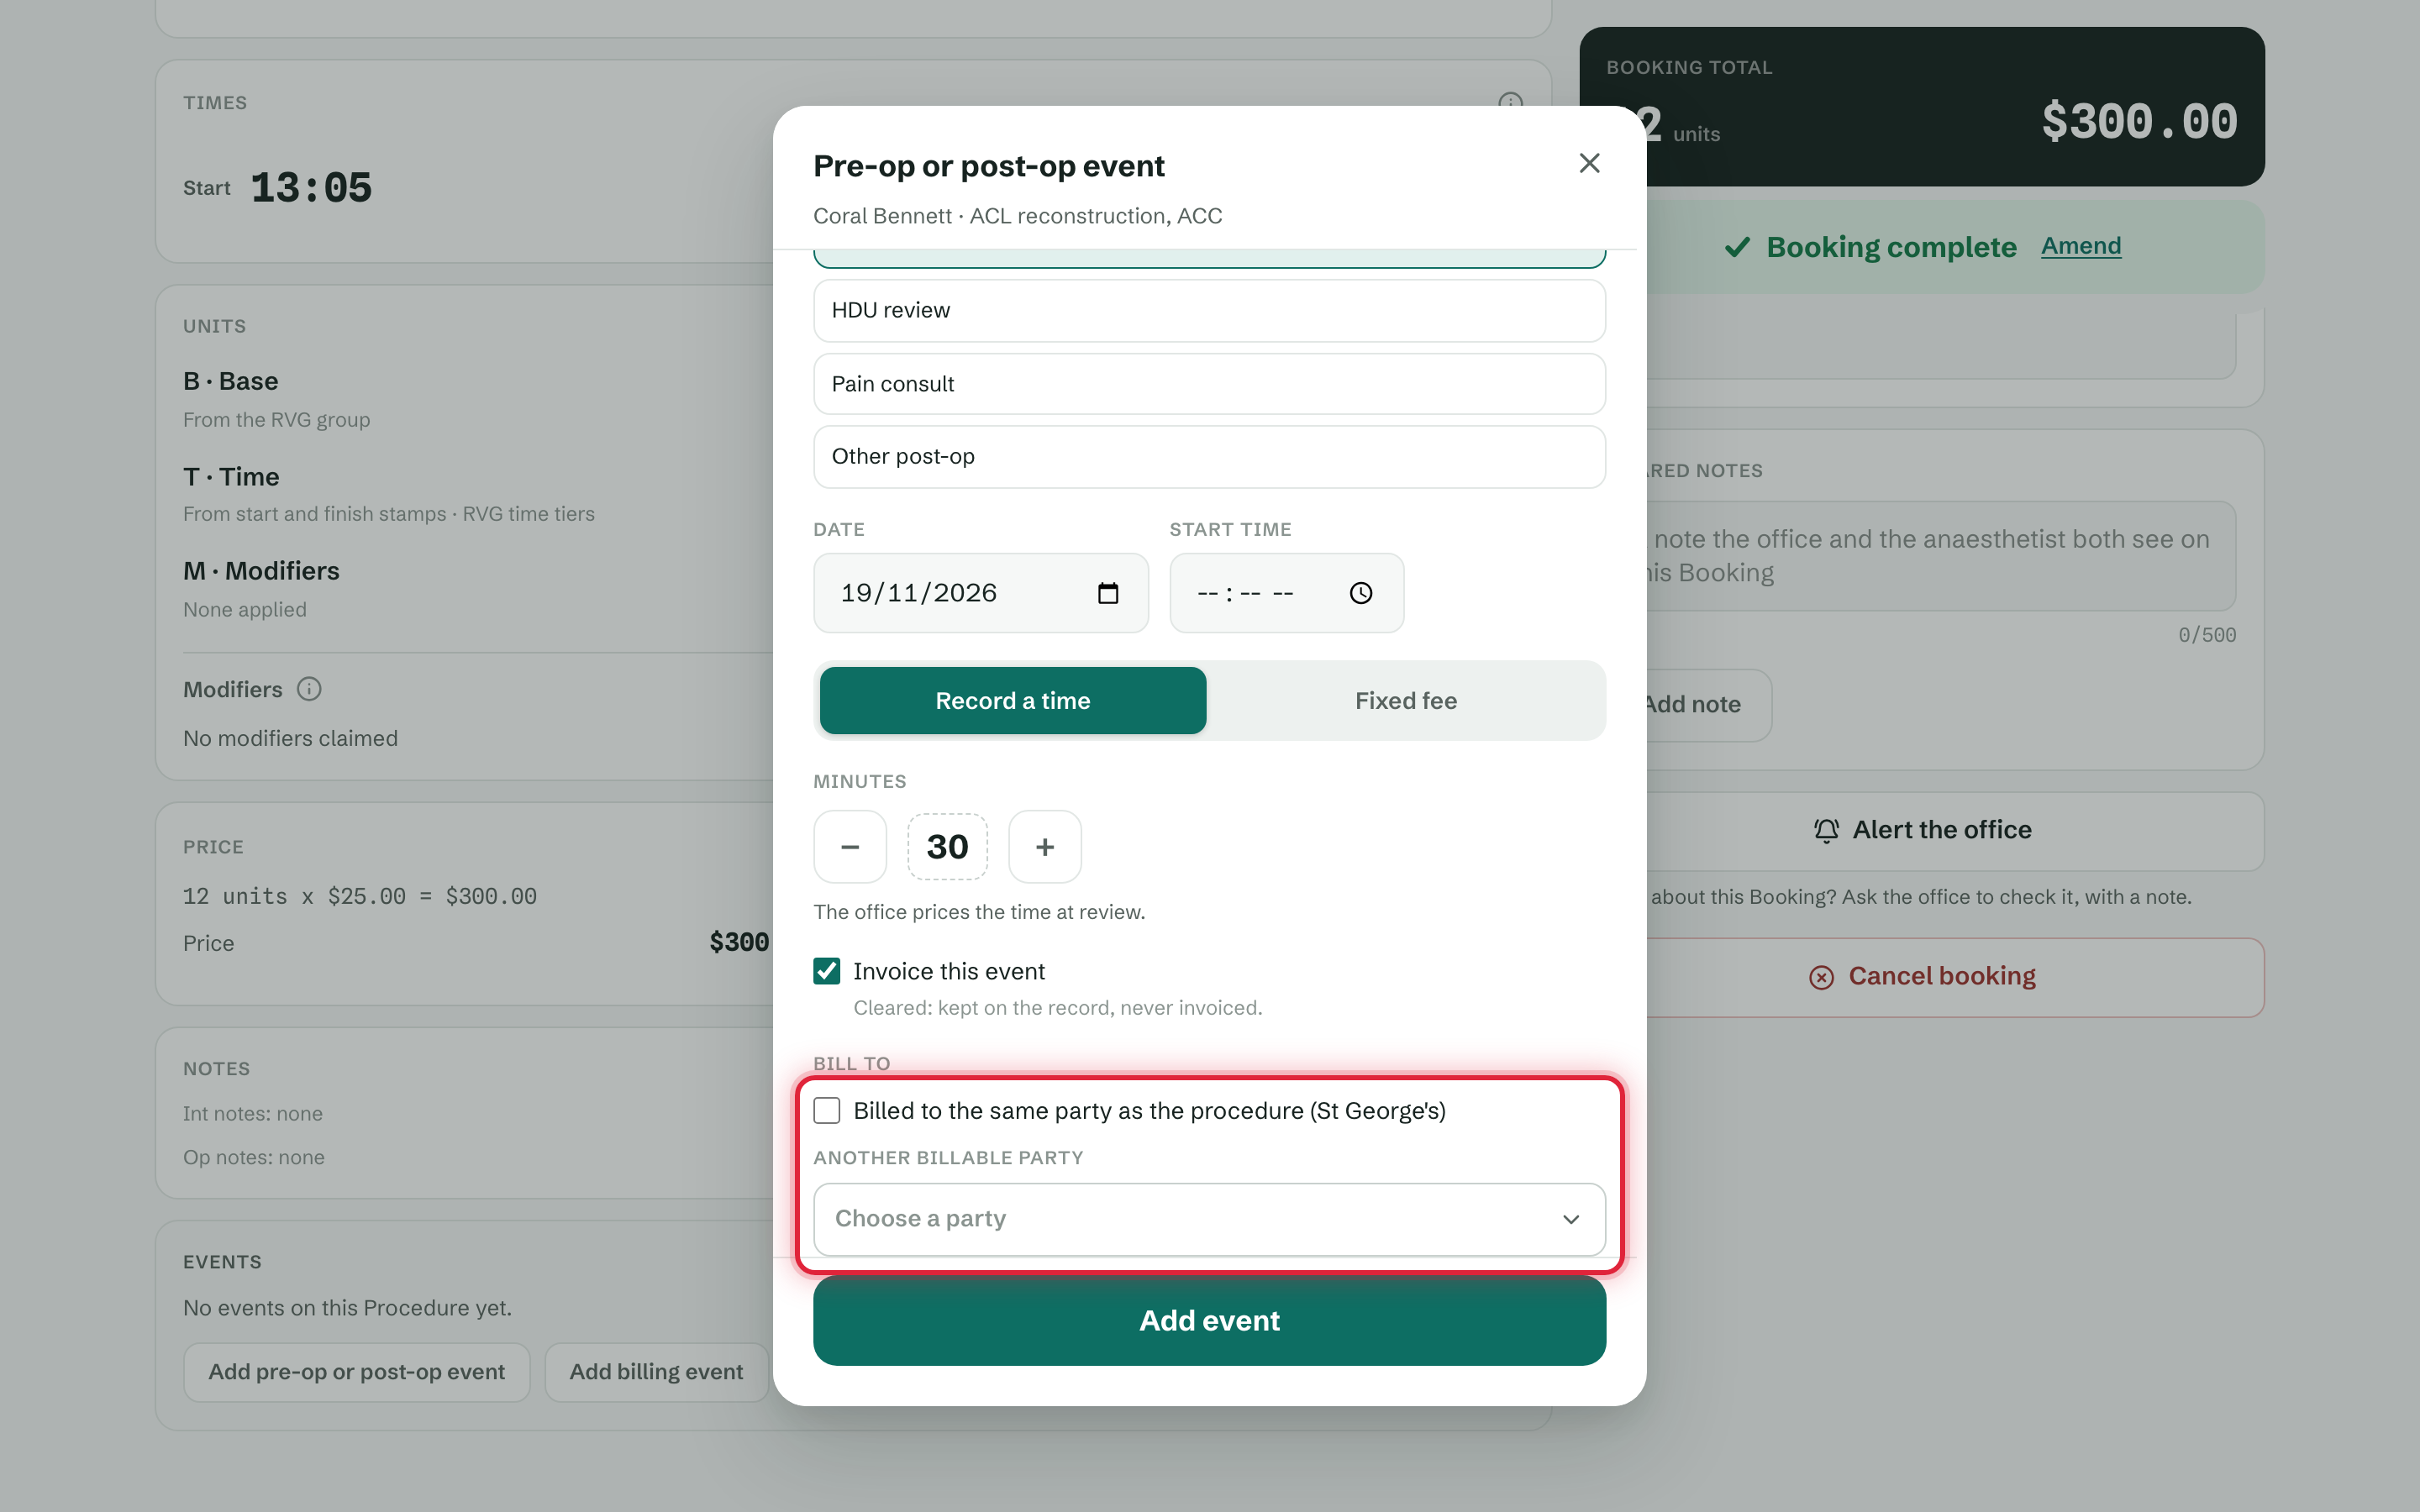 TIMES
Start 13:05
UNITS
B · Base
From the RVG group
T · Time
From start and finish stamps · RVG time tiers
M · Modifiers
None applied
Modifiers
No modifiers claimed
PRICE
12 units x $25.00 = $300.00
Price $300
NOTES
Int notes: none
Op notes: none
EVENTS
No events on this Procedure yet.
Add pre-op or post-op event Add billing event
Pre-op or post-op event
Coral Bennett · ACL reconstruction, ACC
HDU review
Pain consult
Other post-op
DATE START TIME
19/11/2026 --:-- --
Record a time Fixed fee
MINUTES
− 30 +
The office prices the time at review.
Invoice this event
Cleared: kept on the record, never invoiced.
BILL TO
Billed to the same party as the procedure (St George's)
ANOTHER BILLABLE PARTY
Choose a party
Add event
BOOKING TOTAL
2 units $300.00
Booking complete Amend
NOTES
note the office and the anaesthetist both see on
Booking
0/500
Add note
Alert the office
about this Booking? Ask the office to check it, with a note.
Cancel booking